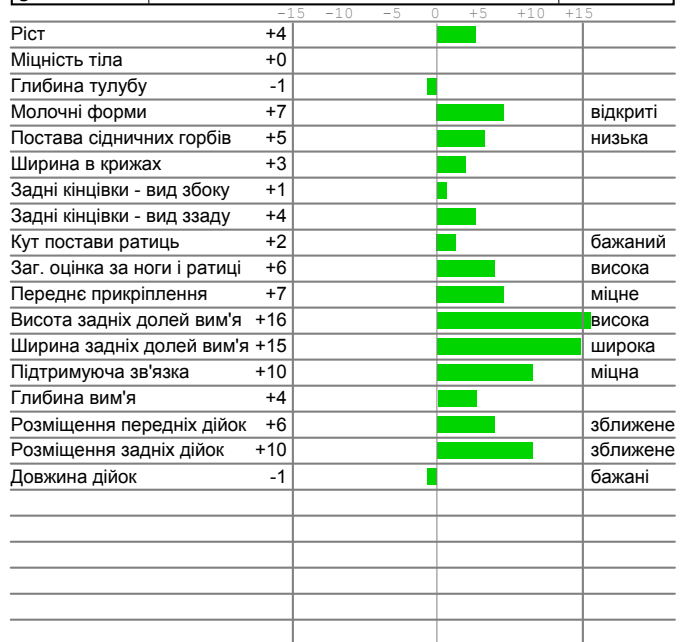 -15 -10 -5 0 +5 +10 +15
Ріст +4
Міцність тіла +0
Глибина тулубу -1
Молочні форми +7 відкриті
Постава сідничних горбів +5 низька
Ширина в крижах +3
Задні кінцівки - вид збоку +1
Задні кінцівки - вид ззаду +4
Кут постави ратиць +2 бажаний
Заг. оцінка за ноги і ратиці +6 висока
Переднє прикріплення +7 міцне
Висота задніх долей вим'я +16 висока
Ширина задніх долей вим'я +15 широка
Підтримуюча зв'язка +10 міцна
Глибина вим'я +4
Розміщення передніх дійок +6 зближене
Розміщення задніх дійок +10 зближене
Довжина дійок -1 бажані